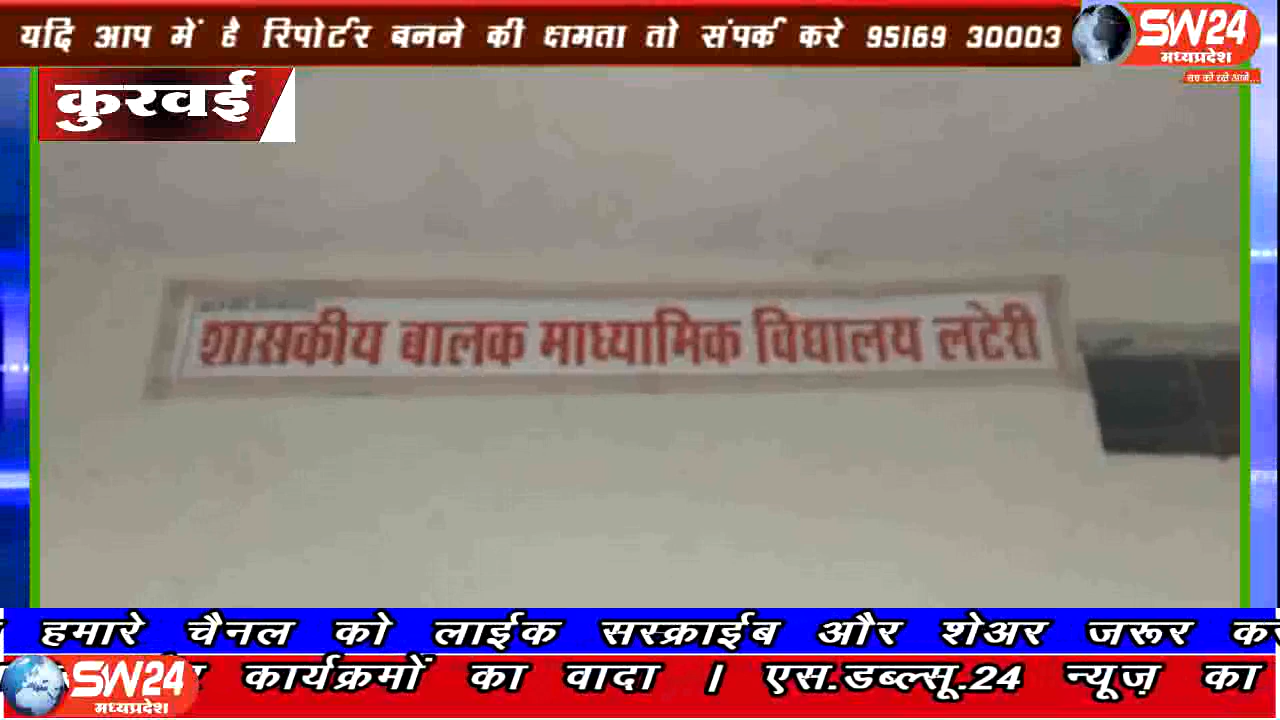 यदि आप में है रिपोर्टर बनने की क्षमता तो संपर्क करे 95169 30003
SW24
मध्यप्रदेश
कुरवई
शासकीय बालक माध्यामिक विद्यालय लटेरी
हमारे चैनल को लाईक सस्क्राईब और शेअर जरूर कर
कार्यक्रमों का वादा । एस.डब्ल्सू.24 न्यूज़ का
SW24
मध्यप्रदेश